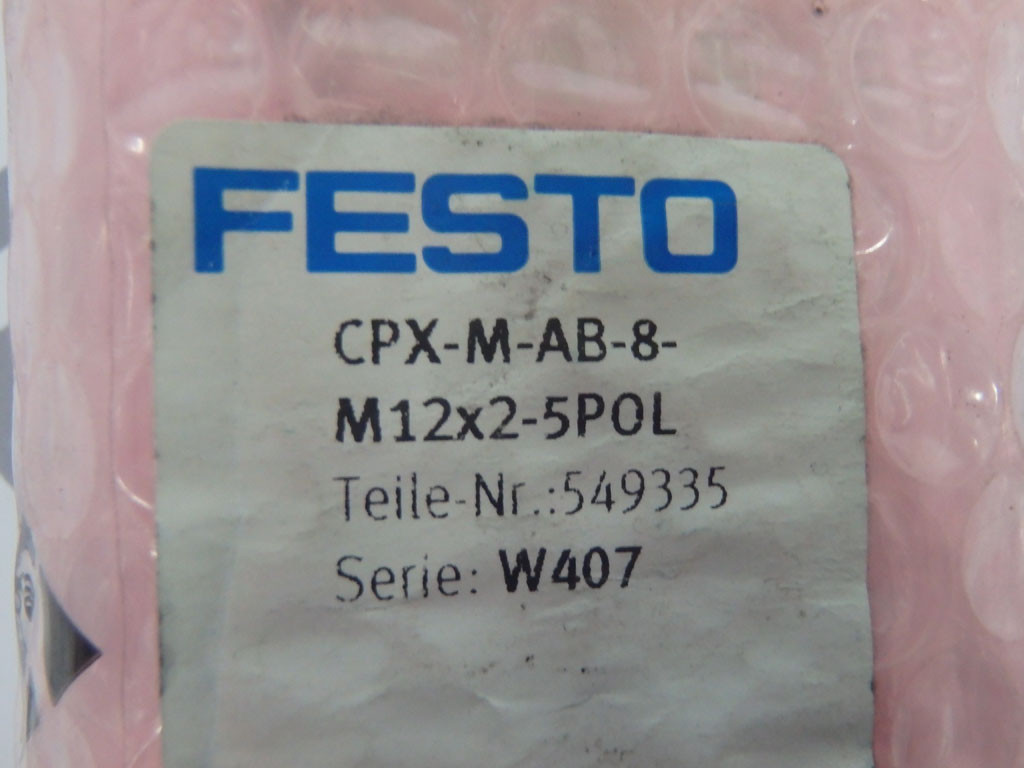 FESTO
CPX-M-AB-8-
M12x2-5POL
Teile-Nr.:549335
Serie: W407